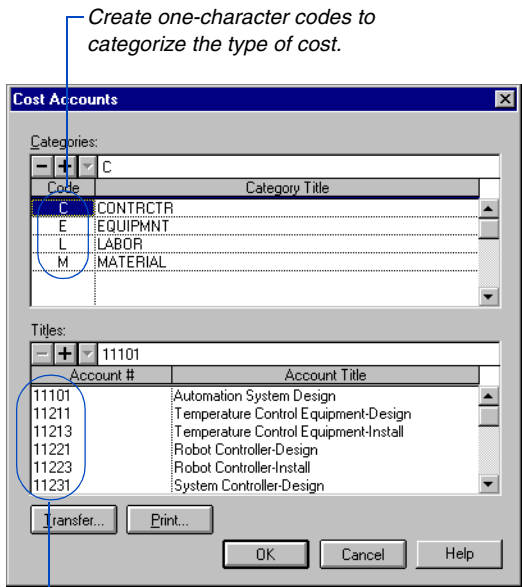 Create one-character codes to
categorize the type of cost.
Cost Accounts
Categories:
C
Code Category Title
C CONTRCTR
E EQUIPMNT
L LABOR
M MATERIAL
Titles:
11101
Account # Account Title
11101 Automation System Design
11211 Temperature Control Equipment-Design
11213 Temperature Control Equipment-Install
11221 Robot Controller-Design
11223 Robot Controller-Install
11231 System Controller-Design
Transfer... Print...
OK Cancel Help